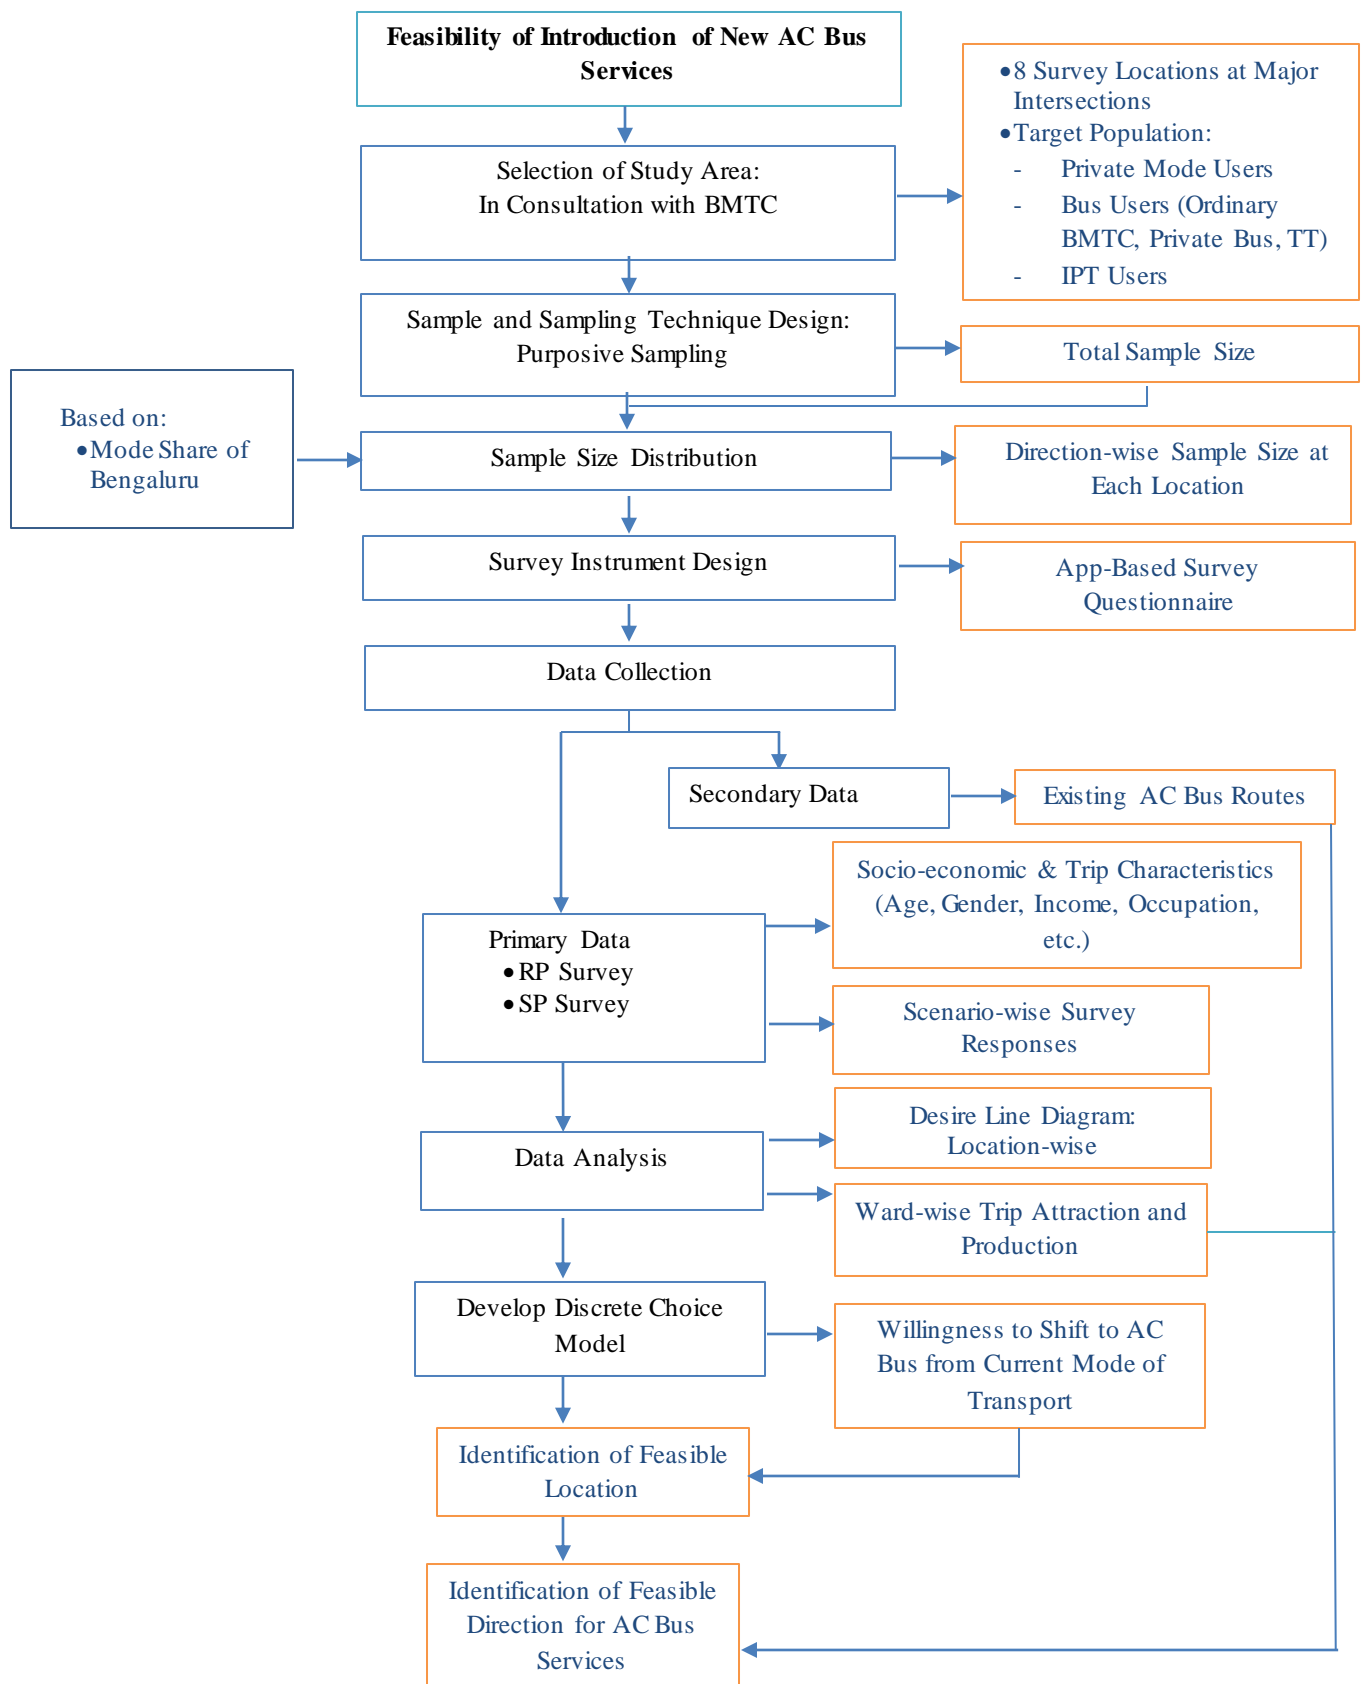 Feasibility of Introduction of New AC Bus
Services
•8 Survey Locations at Major
Intersections
•Target Population:
- Private Mode Users
- Bus Users (Ordinary
BMTC, Private Bus, TT)
- IPT Users
Selection of Study Area:
In Consultation with BMTC
Sample and Sampling Technique Design:
Purposive Sampling
Total Sample Size
Based on:
•Mode Share of
Bengaluru
Sample Size Distribution
Direction-wise Sample Size at
Each Location
Survey Instrument Design
App-Based Survey
Questionnaire
Data Collection
Secondary Data
Existing AC Bus Routes
Socio-economic & Trip Characteristics
(Age, Gender, Income, Occupation,
etc.)
Primary Data
•RP Survey
•SP Survey
Scenario-wise Survey
Responses
Desire Line Diagram:
Location-wise
Data Analysis
Ward-wise Trip Attraction and
Production
Develop Discrete Choice
Model
Willingness to Shift to AC
Bus from Current Mode of
Transport
Identification of Feasible
Location
Identification of Feasible
Direction for AC Bus
Services